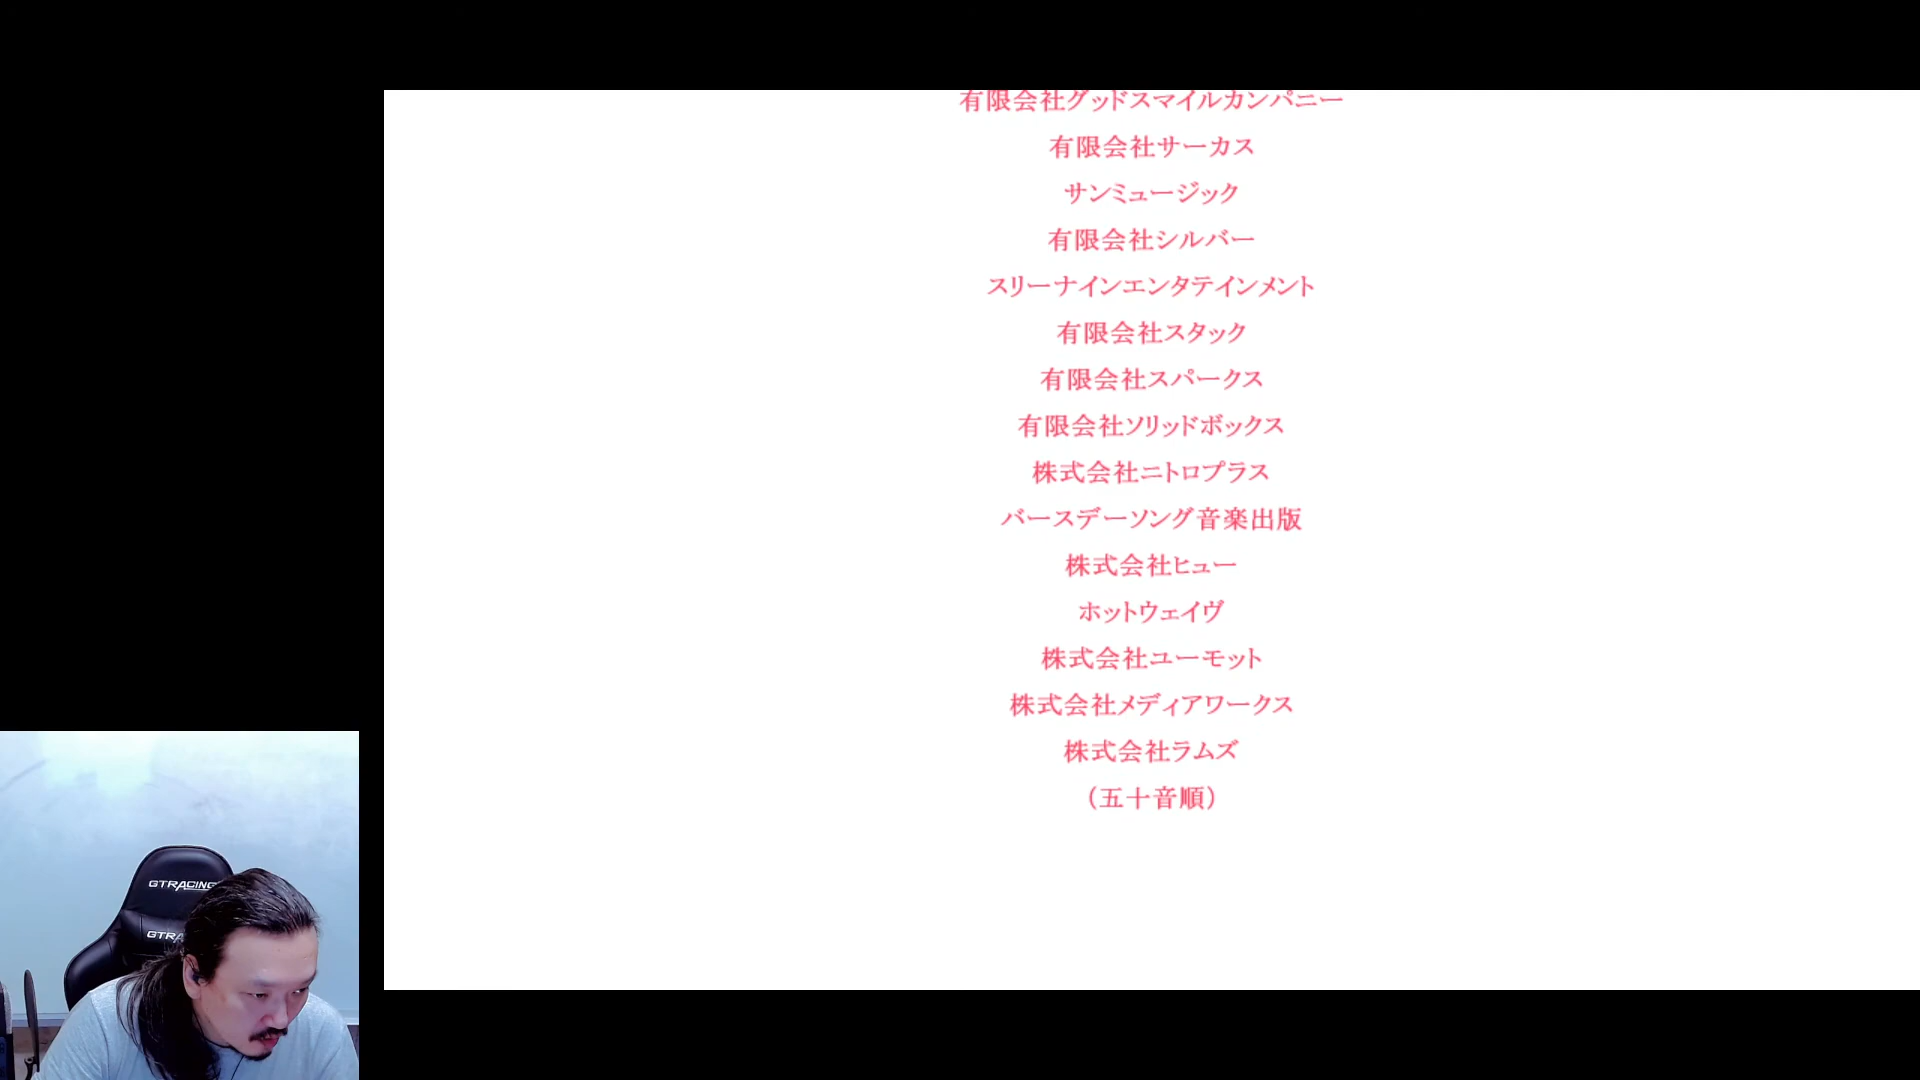 有限会社グッドスマイルカンパニー
有限会社サーカス
サンミュージック
有限会社シルバー
スリーナインエンタテインメント
有限会社スタック
有限会社スパークス
有限会社ソリッドボックス
株式会社ニトロプラス
バースデーソング音楽出版
株式会社ヒュー
ホットウェイヴ
株式会社ユーモット
株式会社メディアワークス
株式会社ラムズ
（五十音順）
GTRACING
GTRA